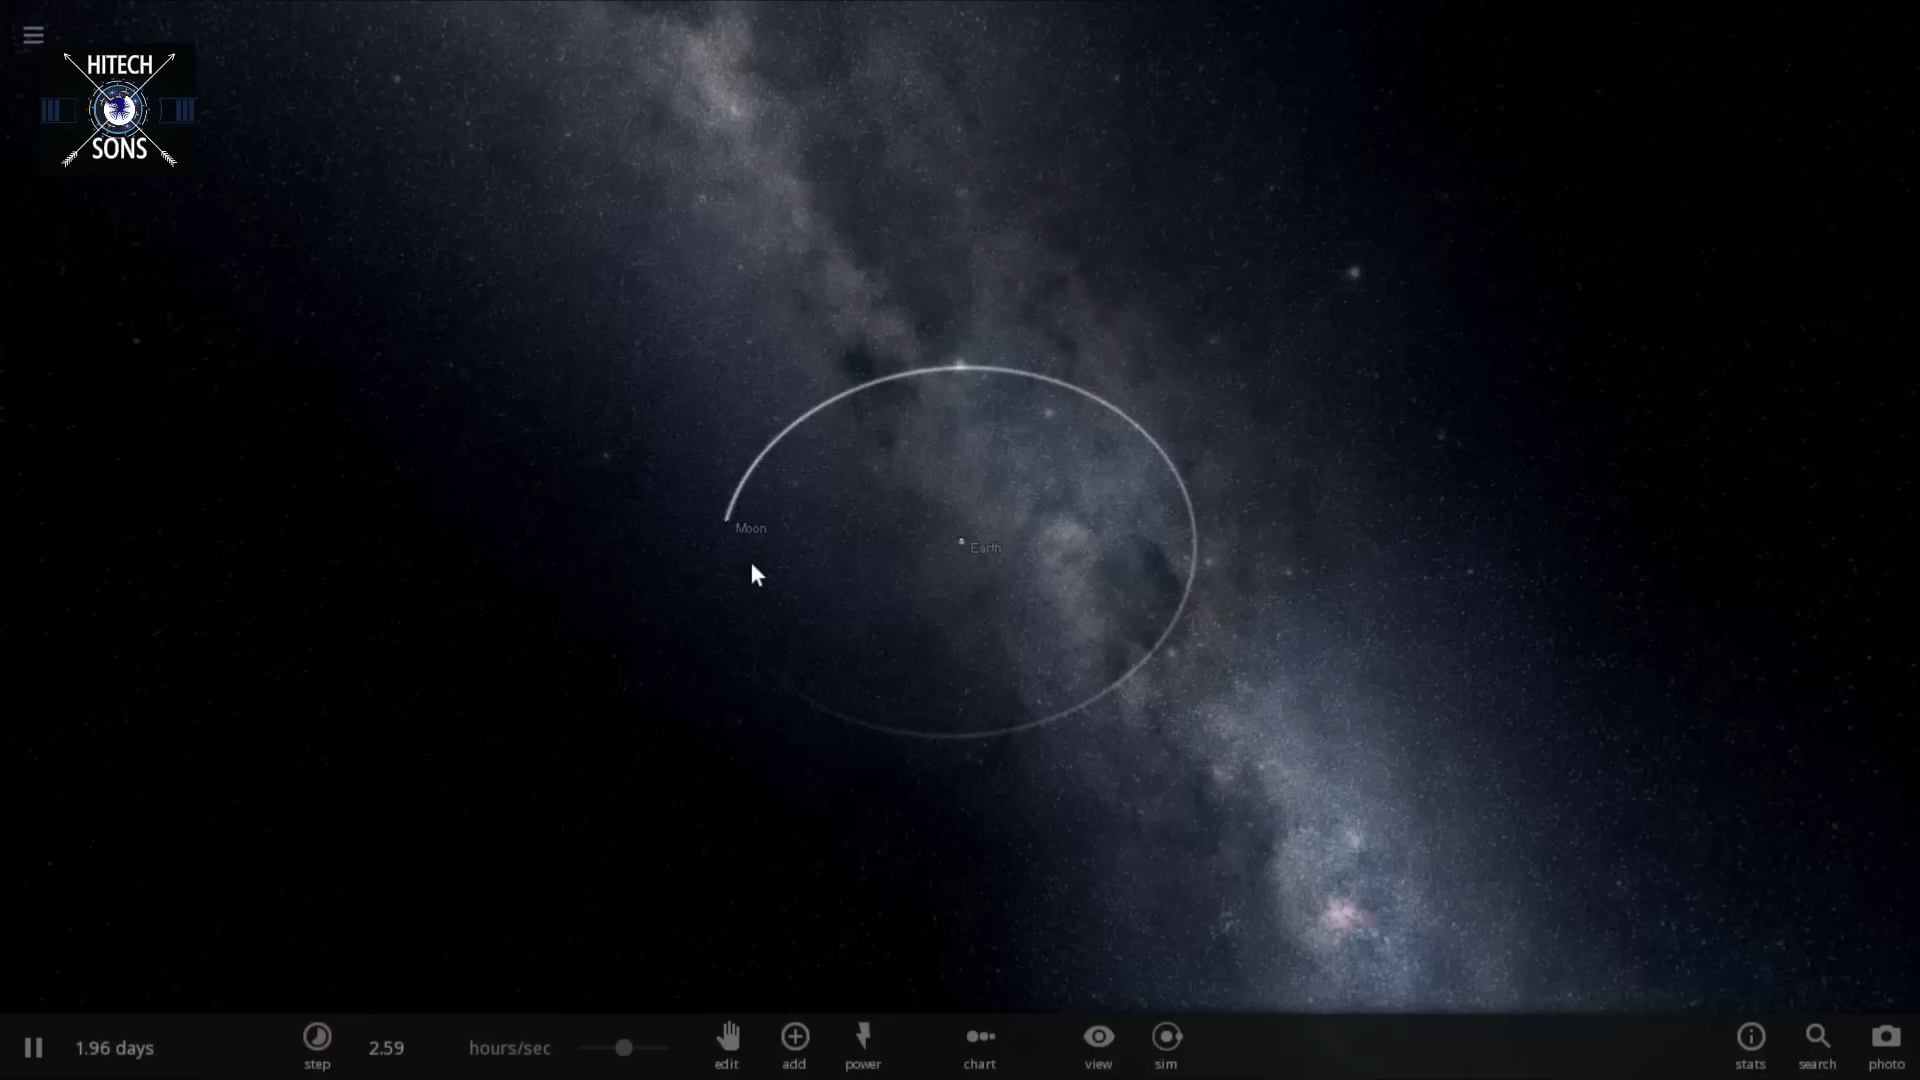 HITECH
SONS
Moon
Earth
1.96 days
step
2.59
hours/sec
edit
add
power
chart
view
sim
stats
search
photo